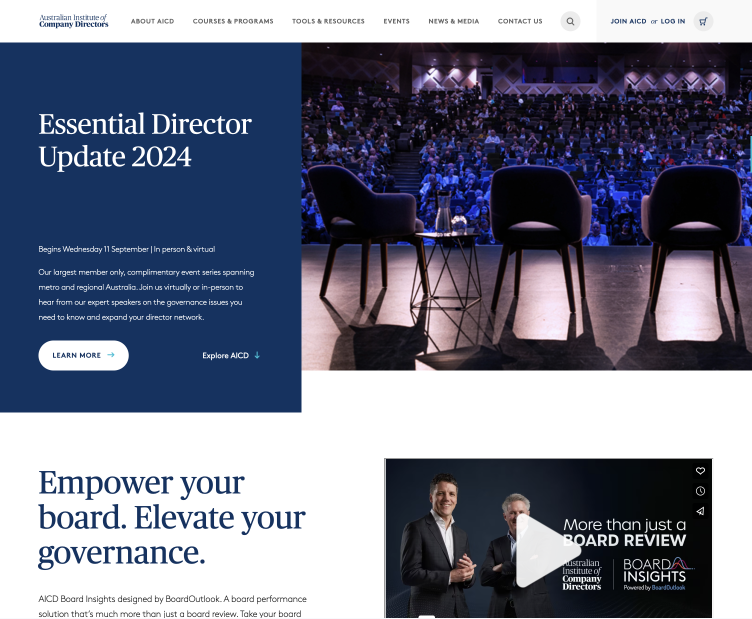 Australian Institute of
Company Directors
ABOUT AICD
COURSES & PROGRAMS
TOOLS & RESOURCES
EVENTS
NEWS & MEDIA
CONTACT US
JOIN AICD or LOG IN
Essential Director
Update 2024
Begins Wednesday 11 September | In person & virtual
Our largest member only, complimentary event series spanning
metro and regional Australia. Join us virtually or in-person to
hear from our expert speakers on the governance issues you
need to know and expand your director network.
LEARN MORE
Explore AICD
Empower your
board. Elevate your
governance.
AICD Board Insights designed by BoardOutlook. A board performance
solution that's much more than just a board review. Take your board
More than just a
BOARD REVIEW
Australian
Institute of
Company
Directors
BOARD
INSIGHTS
Powered by BoardOutlook